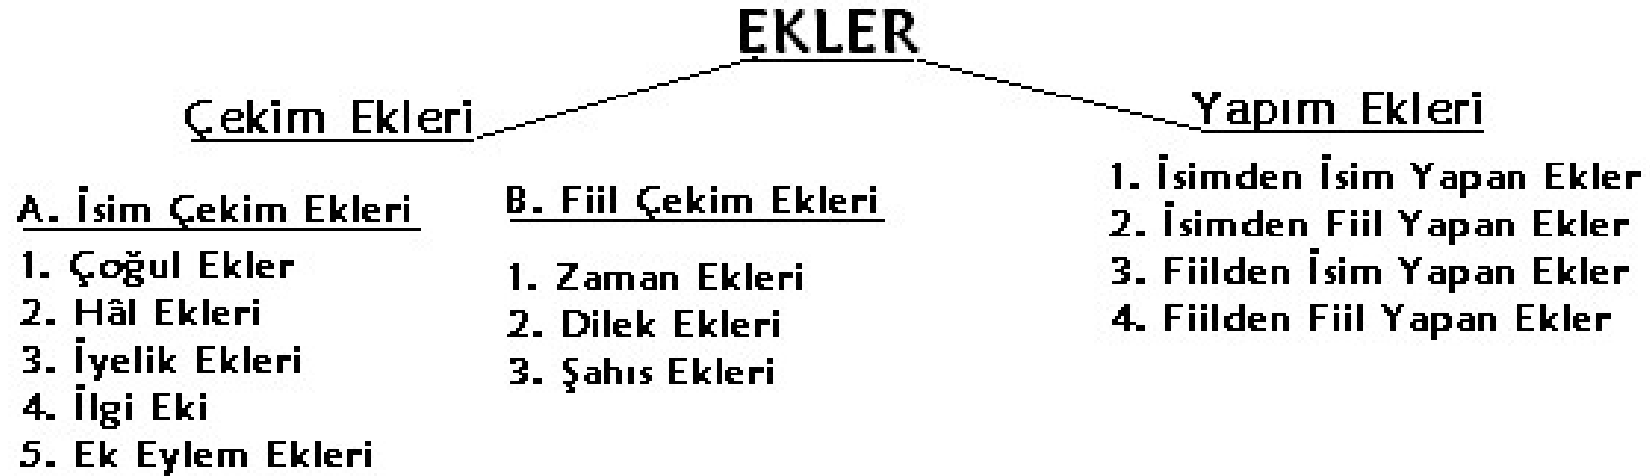 EKLER
Çekim Ekleri
A. İsim Çekim Ekleri
1. Çoğul Ekler
2. Hâl Ekleri
3. İyelik Ekleri
4. İlgi Eki
5. Ek Eylem Ekleri
B. Fiil Çekim Ekleri
1. Zaman Ekleri
2. Dilek Ekleri
3. Şahıs Ekleri
Yapım Ekleri
1. İsimden İsim Yapan Ekler
2. İsimden Fiil Yapan Ekler
3. Fiilden İsim Yapan Ekler
4. Fiilden Fiil Yapan Ekler